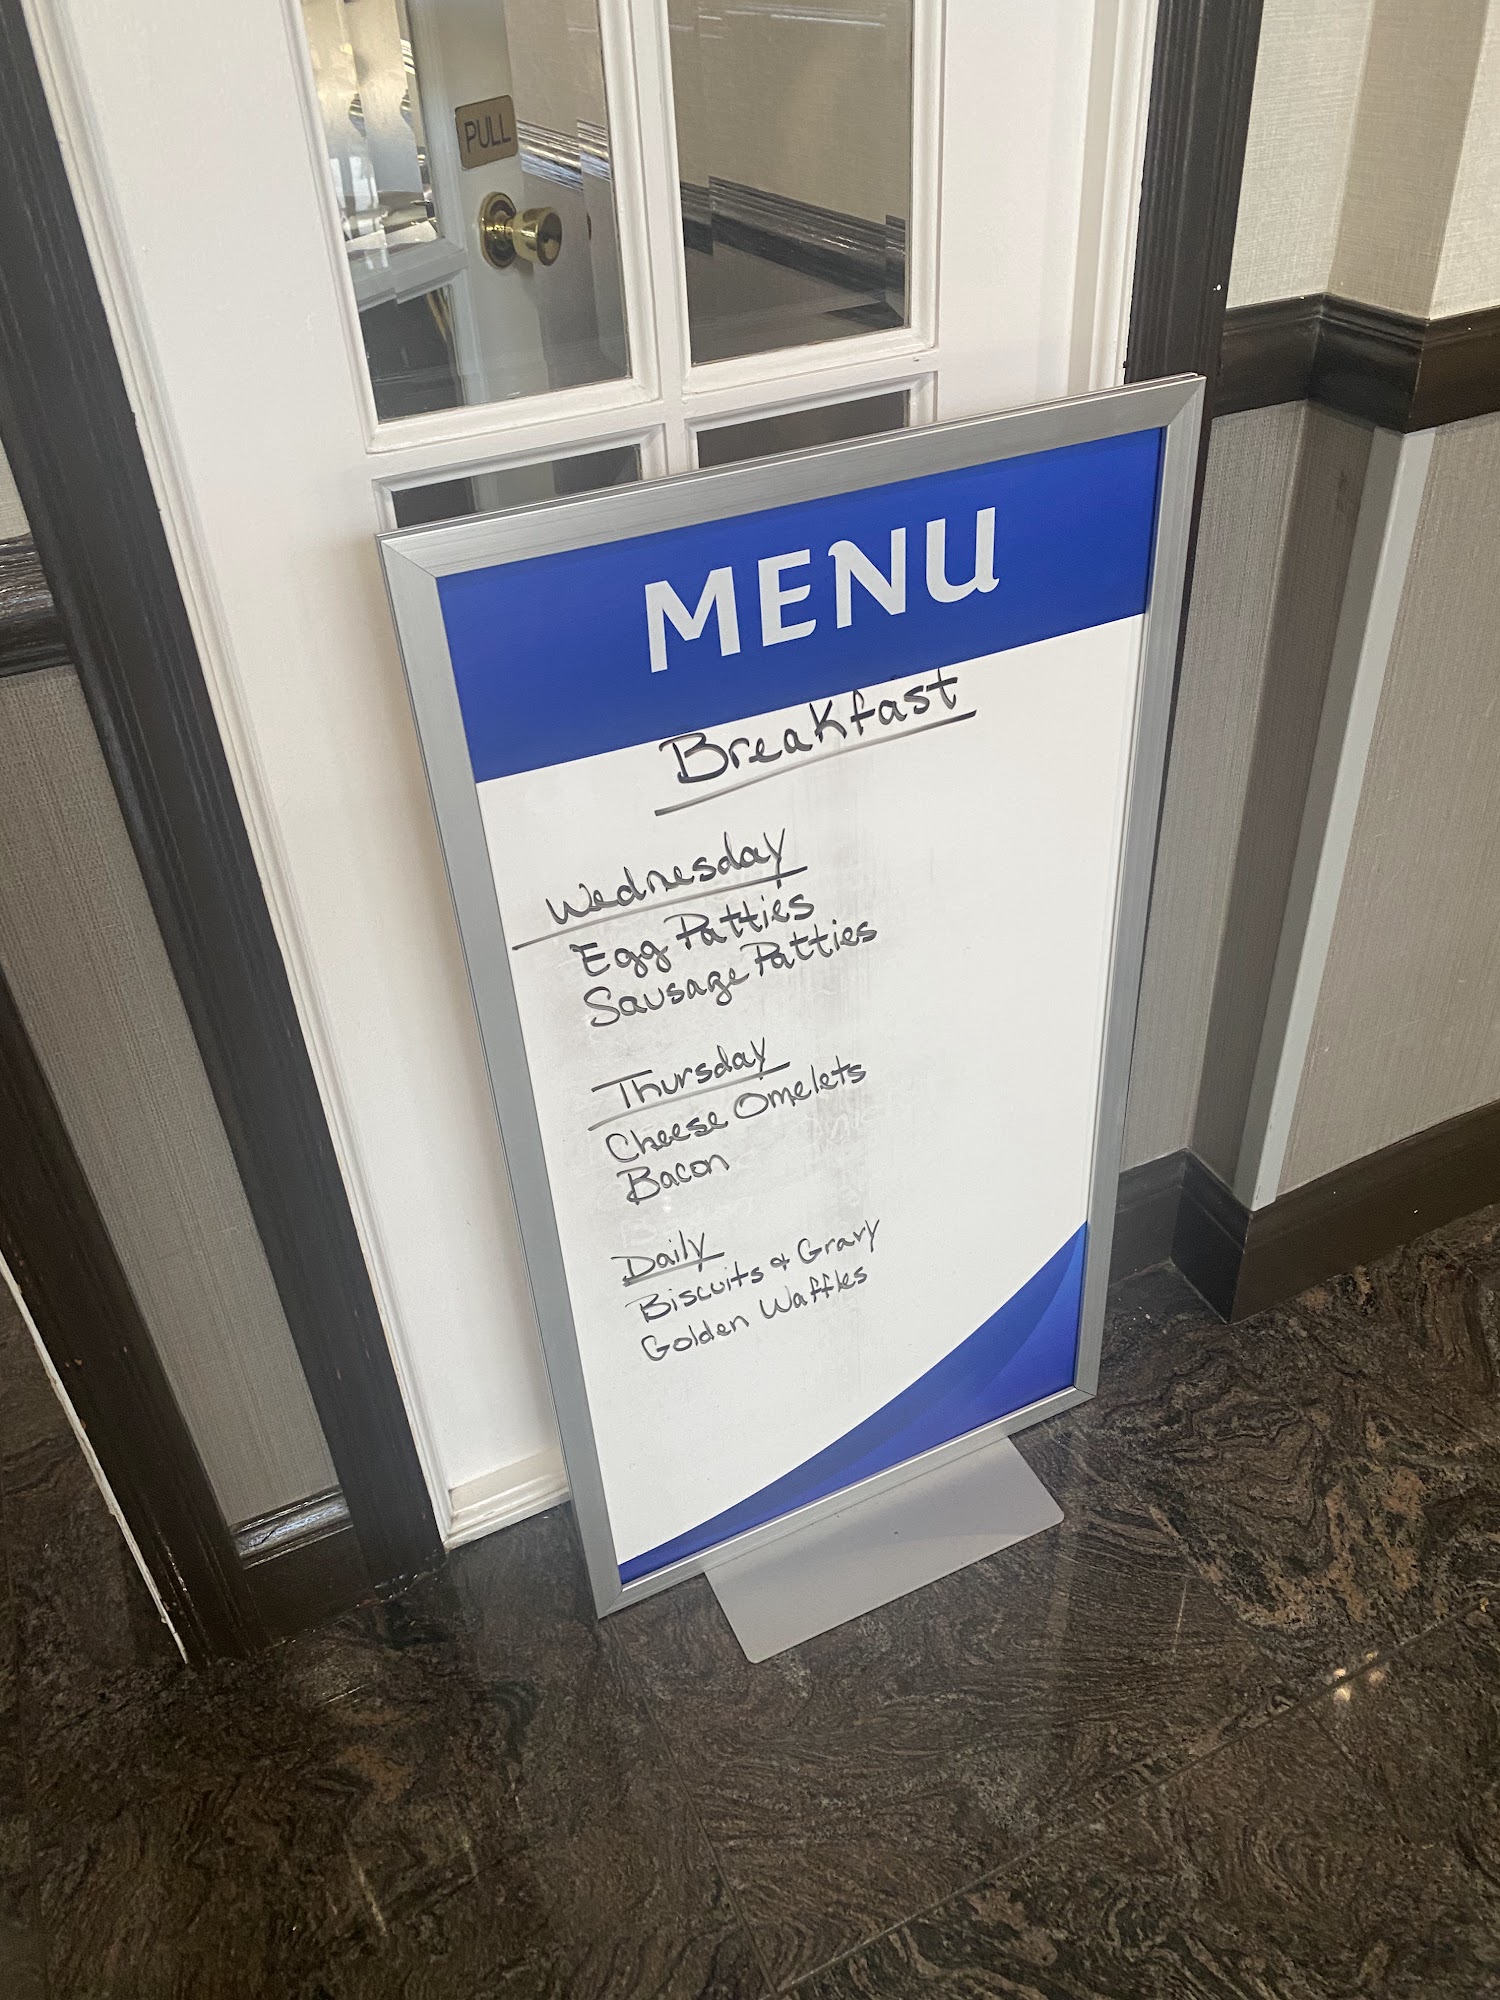 PULL
MENU
Breakfast
Wednesday
Egg Patties
Sausage Patties
Thursday
Cheese Omelets
Bacon
Daily
Biscuits & Gravy
Golden Waffles